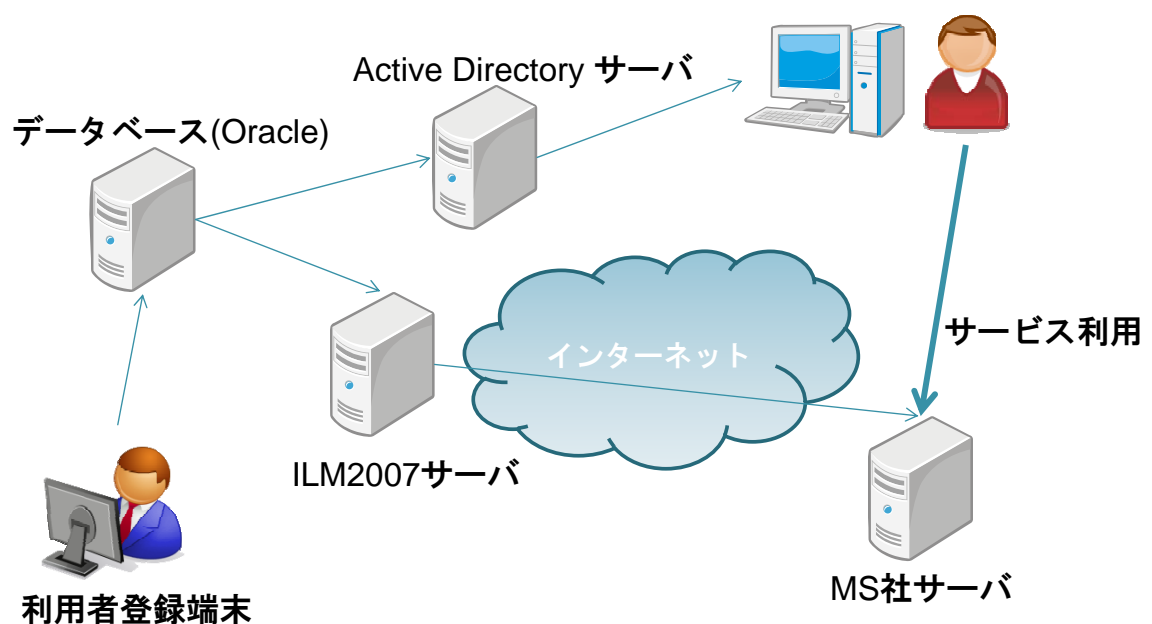 Active Directory サーバ
データベース(Oracle)
サービス利用
インターネット
ILM2007サーバ
MS社サーバ
利用者登録端末